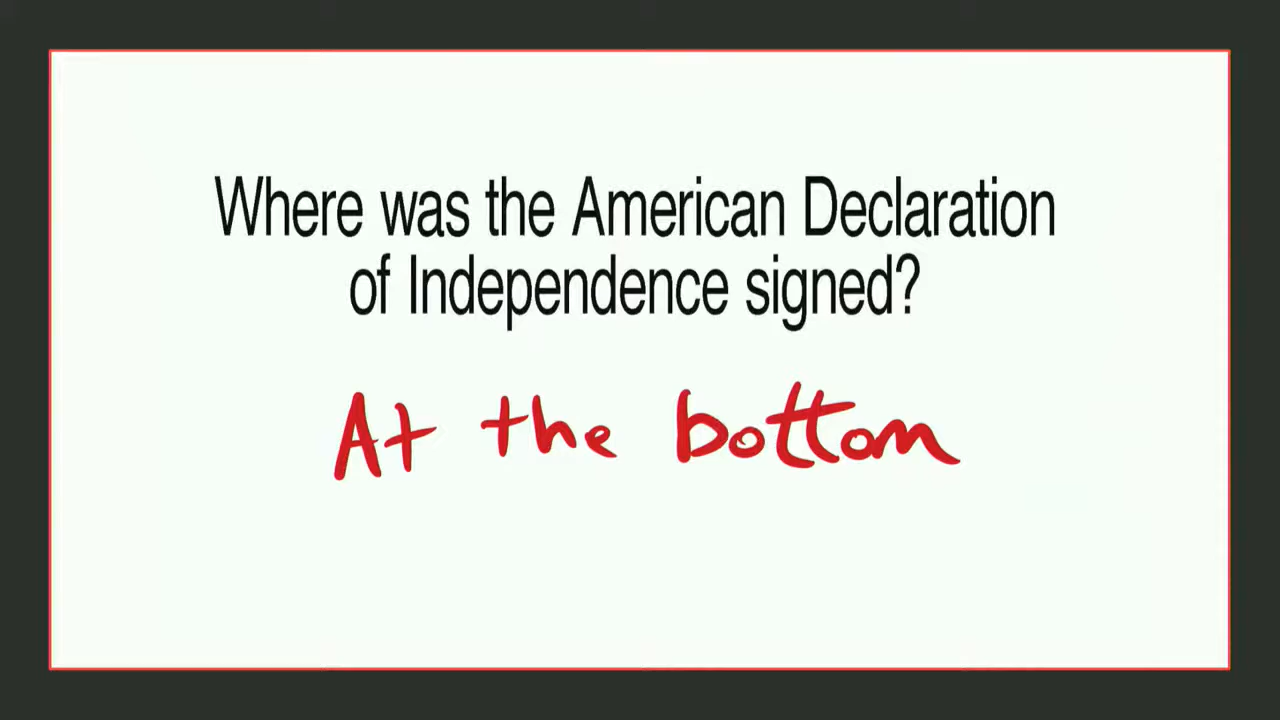 Where was the American Declaration
of Independence signed?
At the bottom